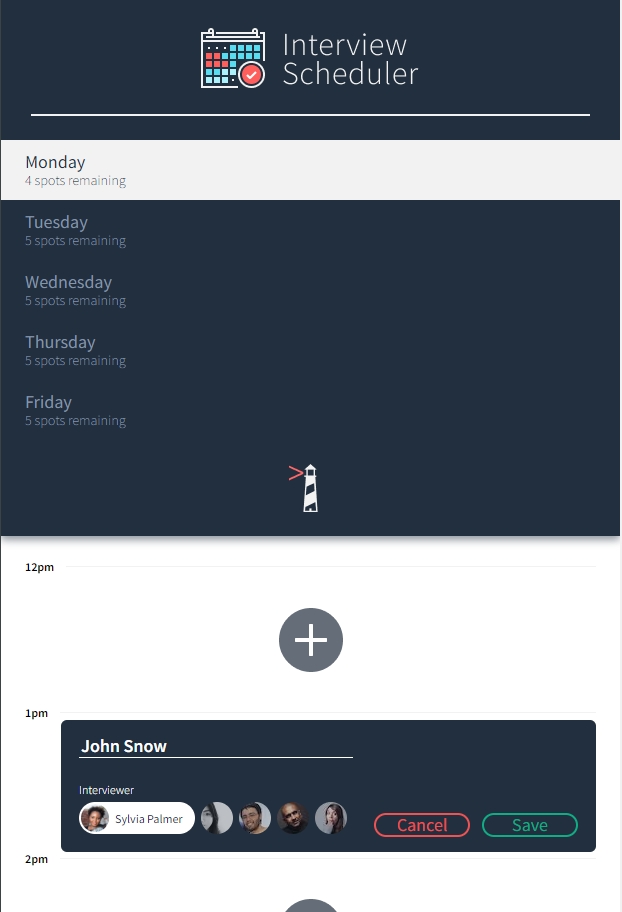 Interview
Scheduler
Monday
4 spots remaining
Tuesday
5 spots remaining
Wednesday
5 spots remaining
Thursday
5 spots remaining
Friday
5 spots remaining
12pm
1pm
John Snow
Interviewer
Sylvia Palmer
Cancel
Save
2pm